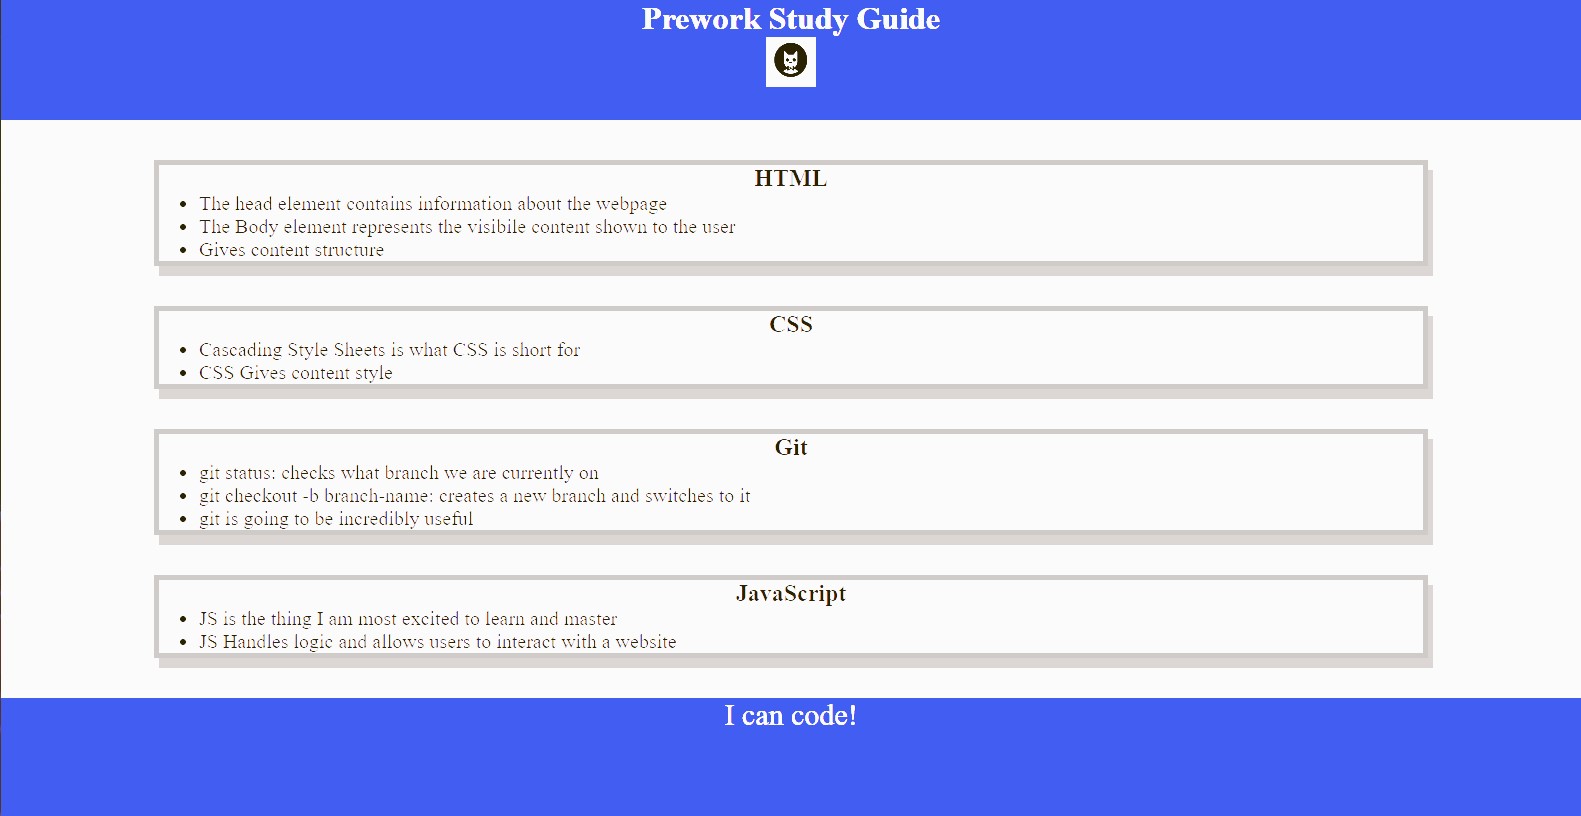 Prework Study Guide
HTML
The head element contains information about the webpage
The Body element represents the visibile content shown to the user
Gives content structure
CSS
Cascading Style Sheets is what CSS is short for
CSS Gives content style
Git
git status: checks what branch we are currently on
git checkout -b branch-name: creates a new branch and switches to it
git is going to be incredibly useful
JavaScript
JS is the thing I am most excited to learn and master
JS Handles logic and allows users to interact with a website
I can code!